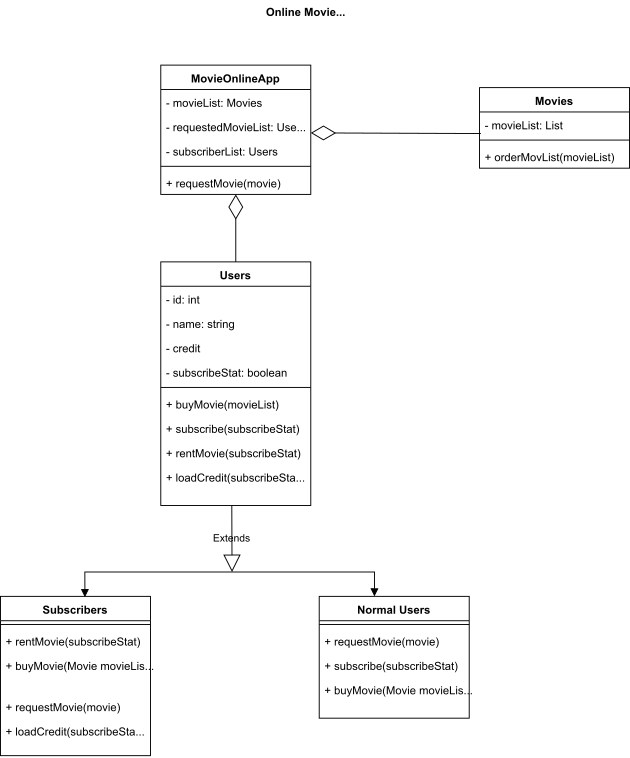 Online Movie...
MovieOnlineApp
- movieList: Movies
- requestedMovieList: Use...
- subscriberList: Users
+ requestMovie(movie)
Movies
- movieList: List
+ orderMovList(movieList)
Users
- id: int
- name: string
- credit
- subscribeStat: boolean
+ buyMovie(movieList)
+ subscribe(subscribeStat)
+ rentMovie(subscribeStat)
+ loadCredit(subscribeSta...
Extends
Subscribers
+ rentMovie(subscribeStat)
+ buyMovie(Movie movieLis...
+ requestMovie(movie)
+ loadCredit(subscribeSta...
Normal Users
+ requestMovie(movie)
+ subscribe(subscribeStat)
+ buyMovie(Movie movieLis...